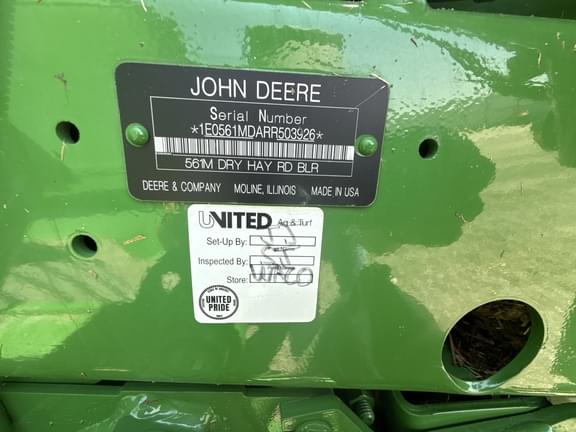 JOHN DEERE
Serial Number
*1E0561MDARR503926*
561M DRY HAY RD BLR
DEERE & COMPANY MOLINE, ILLINOIS MADE IN USA
UNITED Ag & Turf
Set-Up By:
Inspected By:
Store: WACO
UNITED
PRIDE